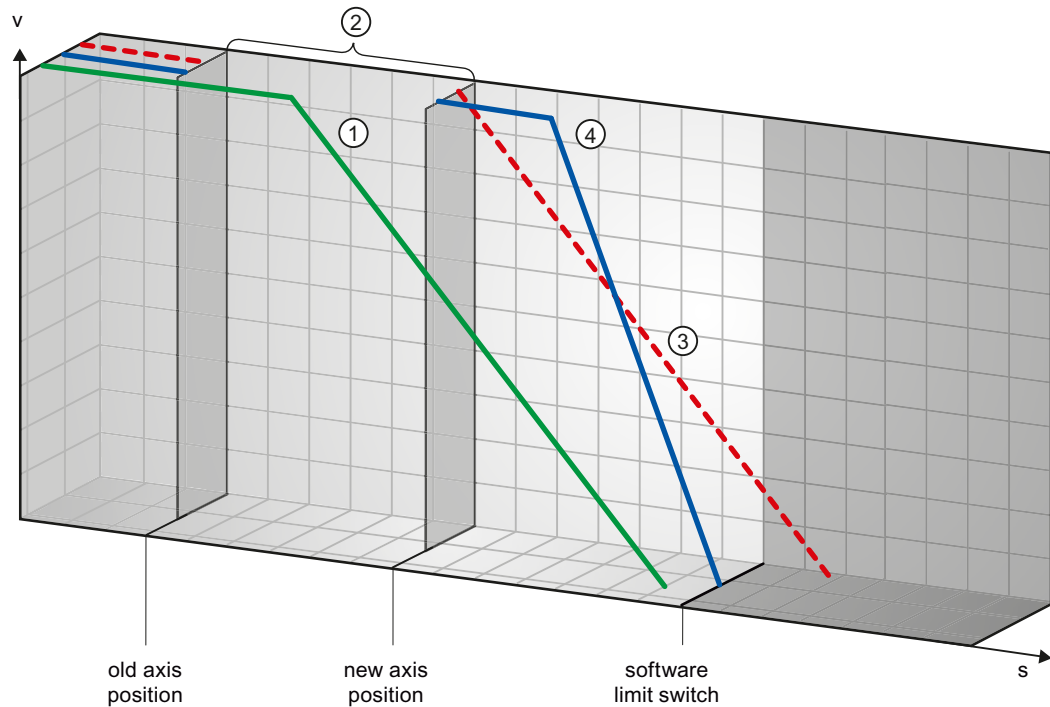 v
②
①
④
③
s
old axis
position
new axis
position
software
limit switch